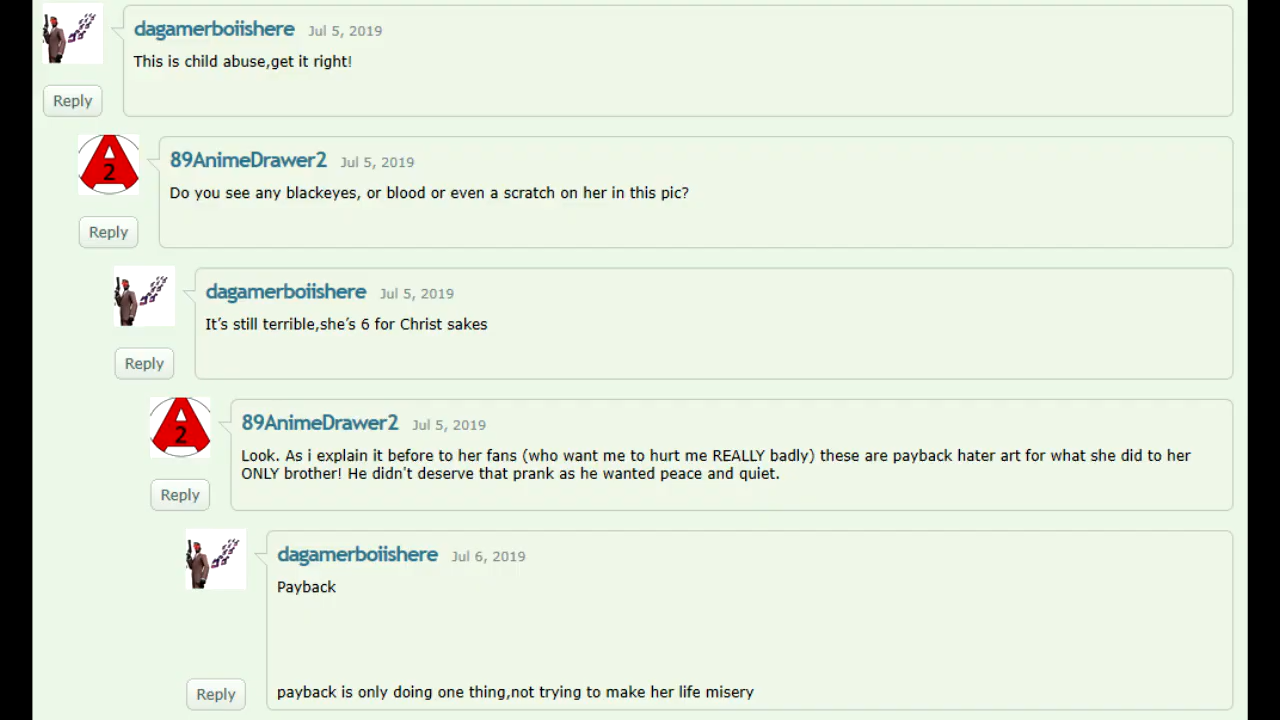 dagamerboiishere Jul 5, 2019
This is child abuse,get it right!
Reply
A
2
89AnimeDrawer2 Jul 5, 2019
Do you see any blackeyes, or blood or even a scratch on her in this pic?
Reply
dagamerboiishere Jul 5, 2019
It's still terrible,she's 6 for Christ sakes
Reply
A
2
89AnimeDrawer2 Jul 5, 2019
Look. As i explain it before to her fans (who want me to hurt me REALLY badly) these are payback hater art for what she did to her
ONLY brother! He didn't deserve that prank as he wanted peace and quiet.
Reply
dagamerboiishere Jul 6, 2019
Payback
payback is only doing one thing,not trying to make her life misery
Reply